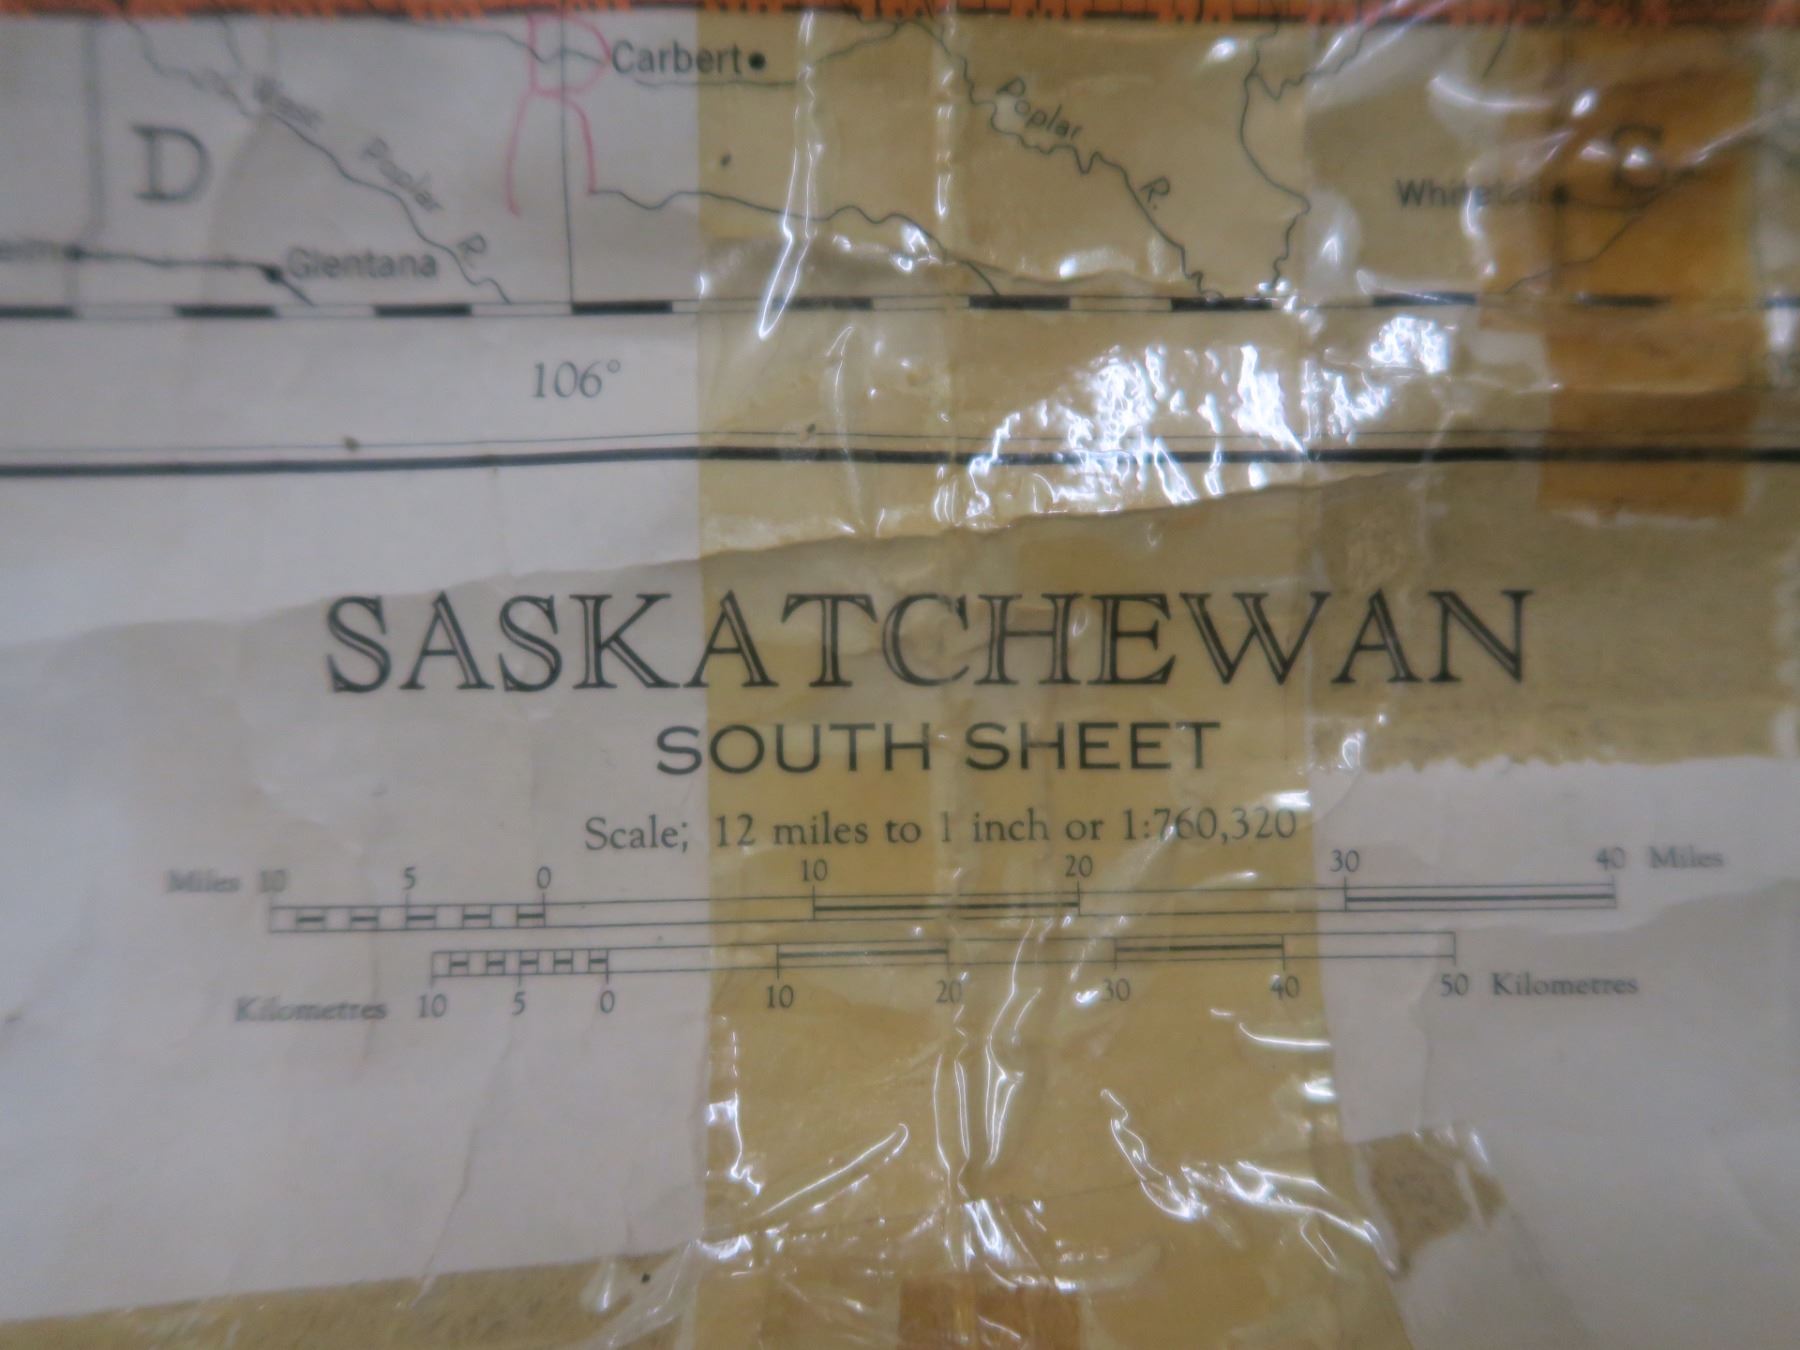 Carbert
Poplar
R.
D
East
Poplar
R.
Glentana
106°
SASKATCHEWAN
SOUTH SHEET
Scale; 12 miles to 1 inch or 1:760,320
Miles 10 5 0 10 20 30 40 Miles
Kilometres 10 5 0 10 20 30 40 50 Kilometres